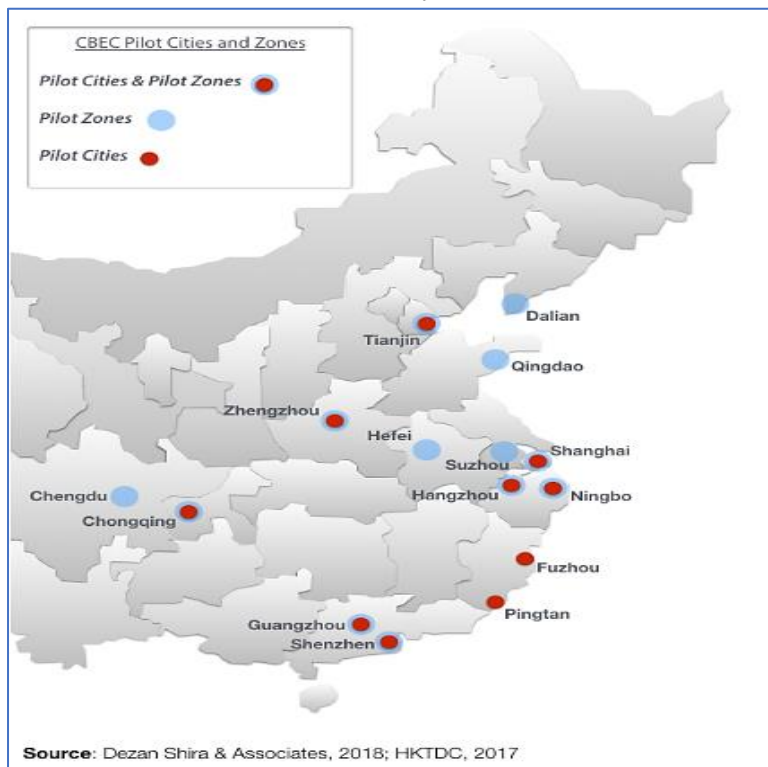 CBEC Pilot Cities and Zones
Pilot Cities & Pilot Zones
Pilot Zones
Pilot Cities
Dalian
Tianjin
Qingdao
Zhengzhou
Hefei
Shanghai
Suzhou
Chengdu
Hangzhou
Ningbo
Chongqing
Fuzhou
Pingtan
Guangzhou
Shenzhen
Source: Dezan Shira & Associates, 2018; HKTDC, 2017